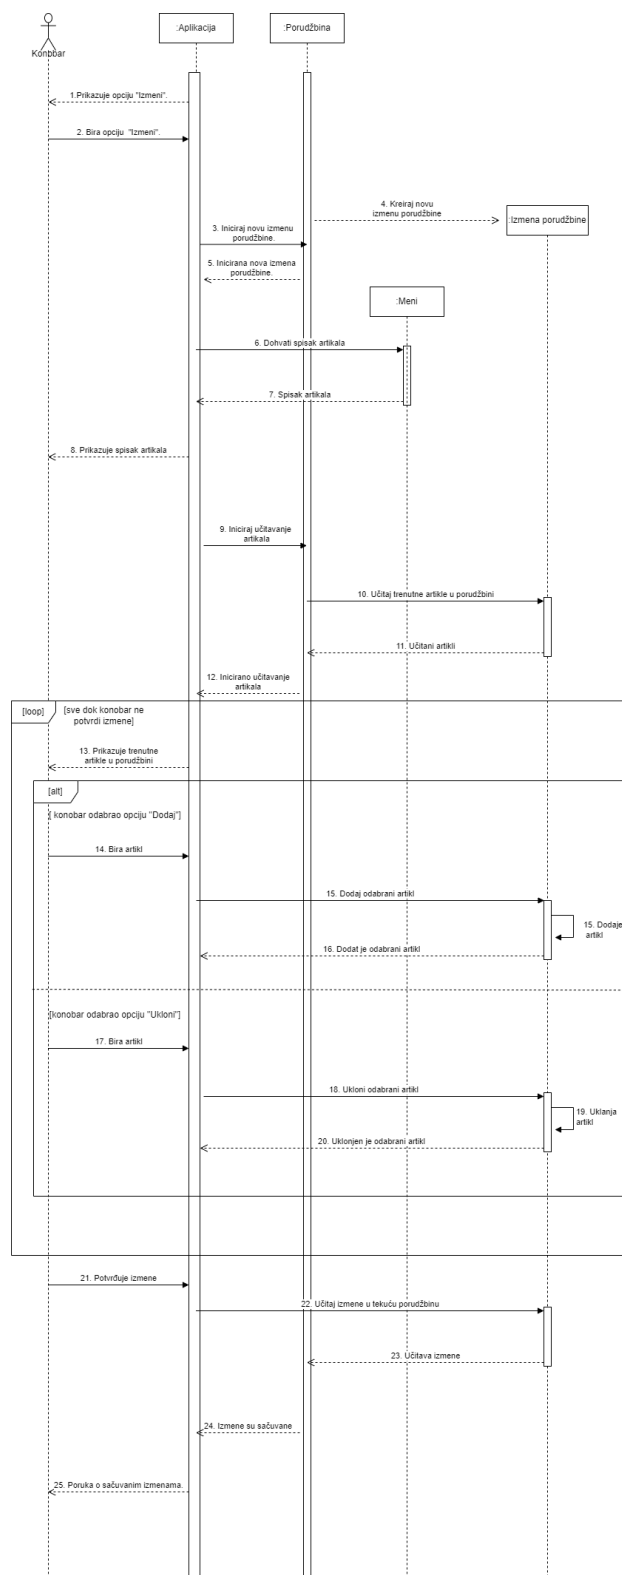 :Aplikacija
:Porudžbina
Konobar
1.Prikazuje opciju "Izmeni".
2. Bira opciju "Izmeni".
4. Kreiraj novu
izmenu porudžbine
:Izmena porudžbine
3. Iniciraj novu izmenu
porudžbine.
5. Inicirana nova izmena
porudžbine.
:Meni
6. Dohvati spisak artikala
7. Spisak artikala
8. Prikazuje spisak artikala
9. Iniciraj učitavanje
artikala
10. Učitaj trenutne artikle u porudžbini
11. Učitani artikli
12. Inicirano učitavanje
artikala
[loop]
[sve dok konobar ne
potvrdi izmene]
13. Prikazuje trenutne
artikle u porudžbini
[alt]
[ konobar odabrao opciju "Dodaj"]
14. Bira artikl
15. Dodaj odabrani artikl
15. Dodaje
artikl
16. Dodat je odabrani artikl
[konobar odabrao opciju "Ukloni"]
17. Bira artikl
18. Ukloni odabrani artikl
19. Uklanja
artikl
20. Uklonjen je odabrani artikl
21. Potvrđuje izmene
22. Učitaj izmene u tekuću porudžbinu
23. Učitava izmene
24. Izmene su sačuvane
25. Poruka o sačuvanim izmenama.